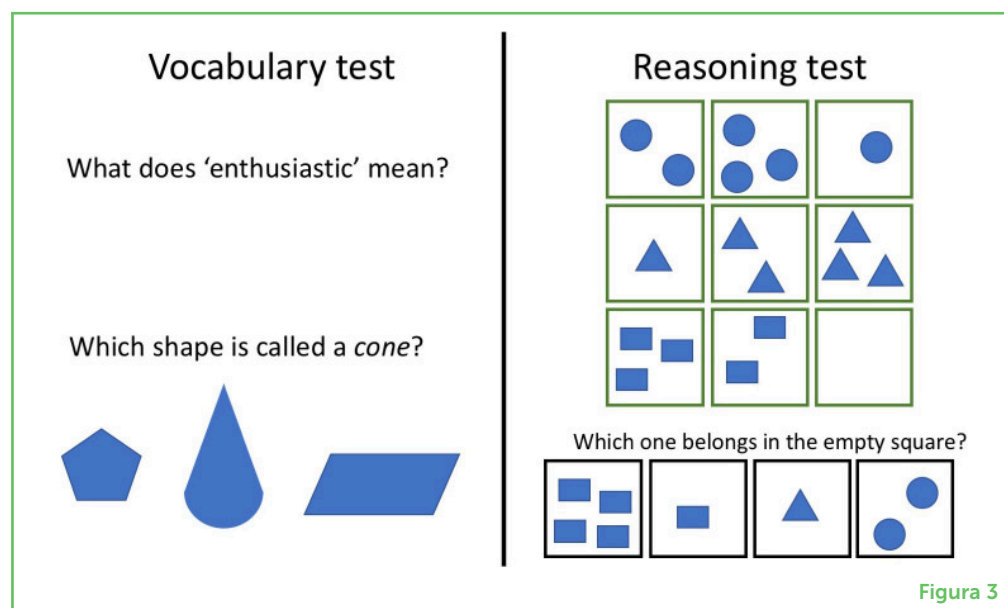 Vocabulary test
What does ‘enthusiastic’ mean?
Which shape is called a cone?
Reasoning test
Which one belongs in the empty square?
Figura 3